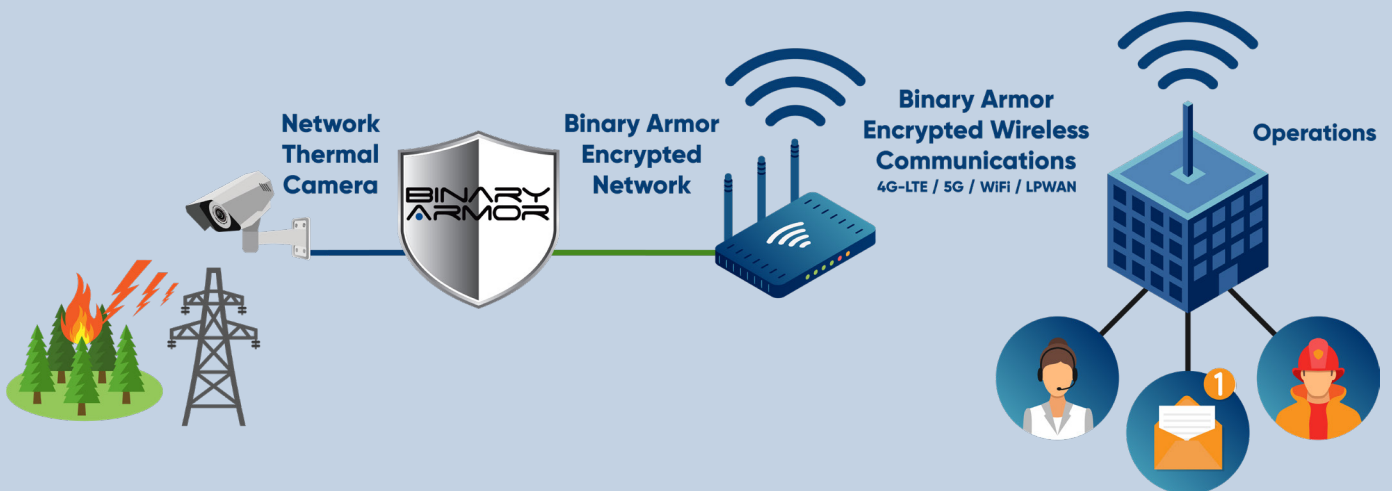 Network
Thermal
Camera
BINARY
ARMOR
Binary Armor
Encrypted
Network
Binary Armor
Encrypted Wireless
Communications
4G-LTE / 5G / WiFi / LPWAN
Operations
1